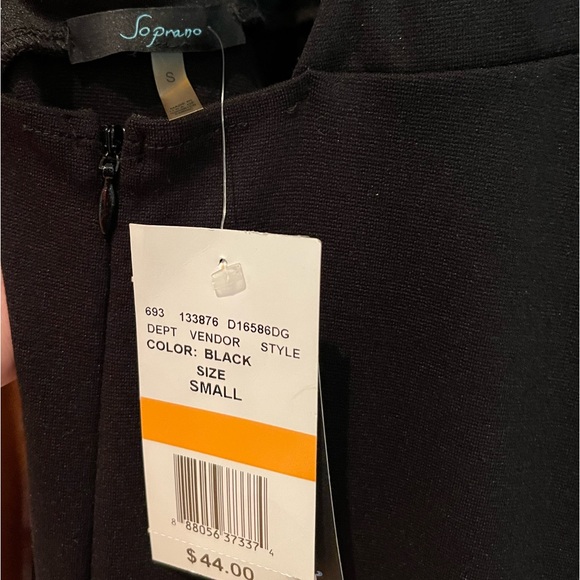 Soprano
S
693 133876 D16586DG
DEPT VENDOR STYLE
COLOR: BLACK
SIZE
SMALL
8 88056 37337 4
$44.00